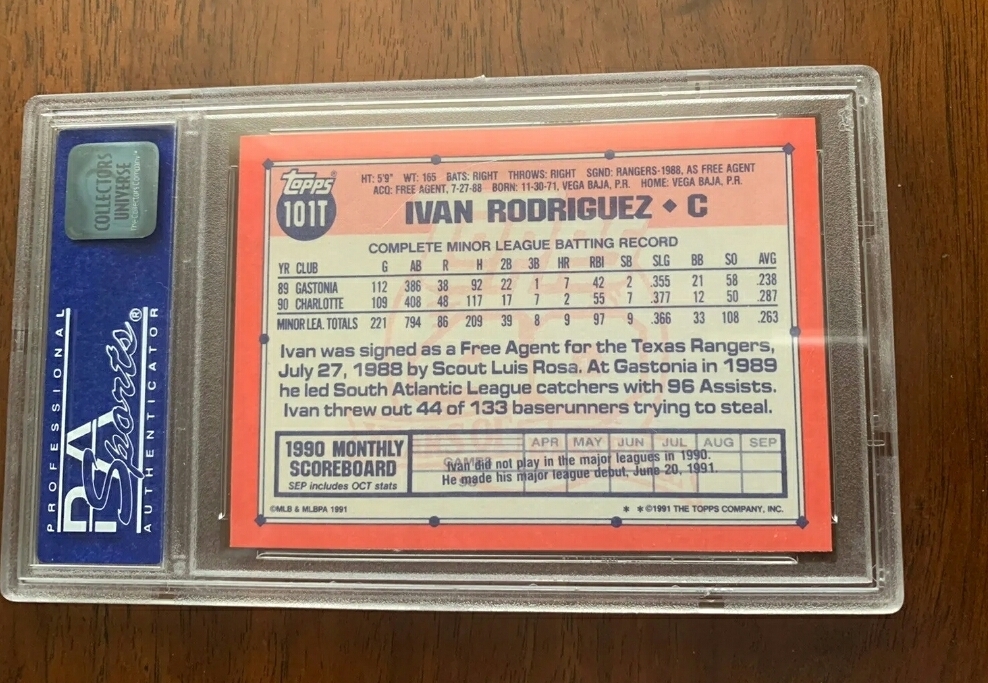 COLLECTORS
UNIVERSE
PROFESSIONAL
PSA
Sports®
AUTHENTICATOR
TOPPS®
101T
HT: 5'9" WT: 165 BATS: RIGHT THROWS: RIGHT SGND: RANGERS-1988, AS FREE AGENT
ACQ: FREE AGENT, 7-27-88 BORN: 11-30-71, VEGA BAJA, P.R. HOME: VEGA BAJA, P.R.
IVAN RODRIGUEZ ♦ C
COMPLETE MINOR LEAGUE BATTING RECORD
YR CLUB G AB R H 2B 3B HR RBI SB SLG BB SO AVG
89 GASTONIA 112 386 38 92 22 1 7 42 2 .355 21 58 .238
90 CHARLOTTE 109 408 48 117 17 7 2 55 7 .377 12 50 .287
MINOR LEA. TOTALS 221 794 86 209 39 8 9 97 9 .366 33 108 .263
Ivan was signed as a Free Agent for the Texas Rangers,
July 27, 1988 by Scout Luis Rosa. At Gastonia in 1989
he led South Atlantic League catchers with 96 Assists.
Ivan threw out 44 of 133 baserunners trying to steal.
1990 MONTHLY
SCOREBOARD
SEP includes OCT stats
APR MAY JUN JUL AUG SEP
GAMES
Ivan did not play in the major leagues in 1990.
He made his major league debut, June 20, 1991.
©MLB & MLBPA 1991
* * ©1991 THE TOPPS COMPANY, INC.